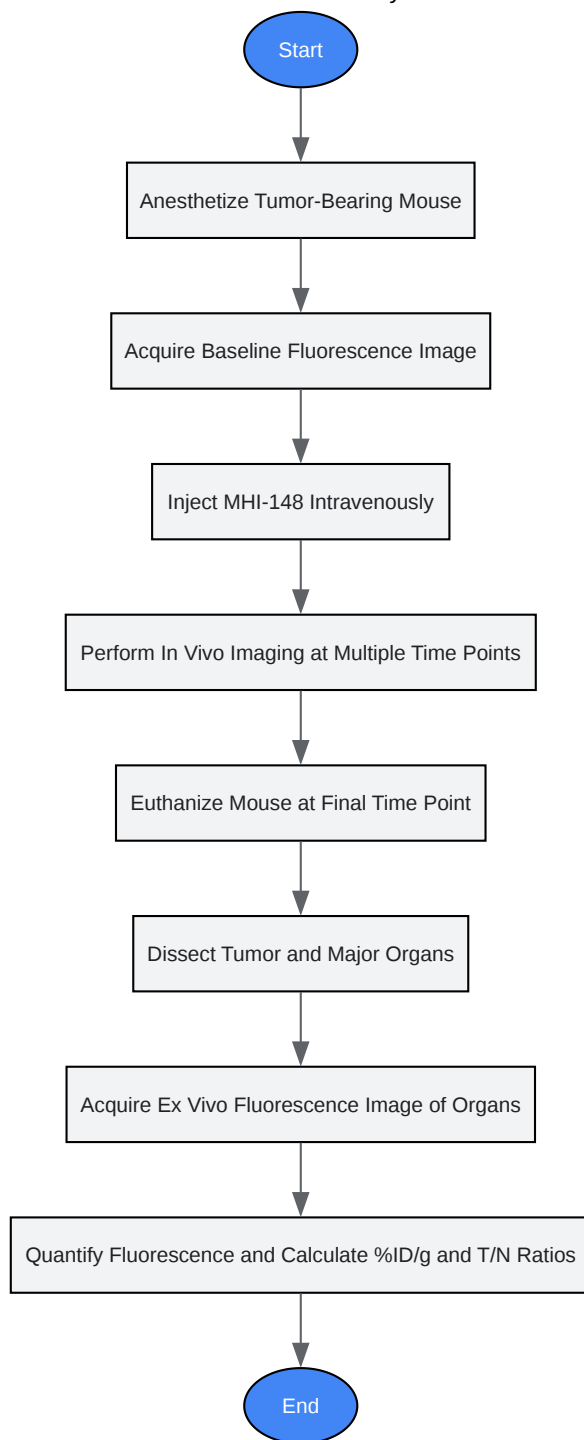 Start
Anesthetize Tumor-Bearing Mouse
Acquire Baseline Fluorescence Image
Inject MHI-148 Intravenously
Perform In Vivo Imaging at Multiple Time Points
Euthanize Mouse at Final Time Point
Dissect Tumor and Major Organs
Acquire Ex Vivo Fluorescence Image of Organs
Quantify Fluorescence and Calculate %ID/g and T/N Ratios
End